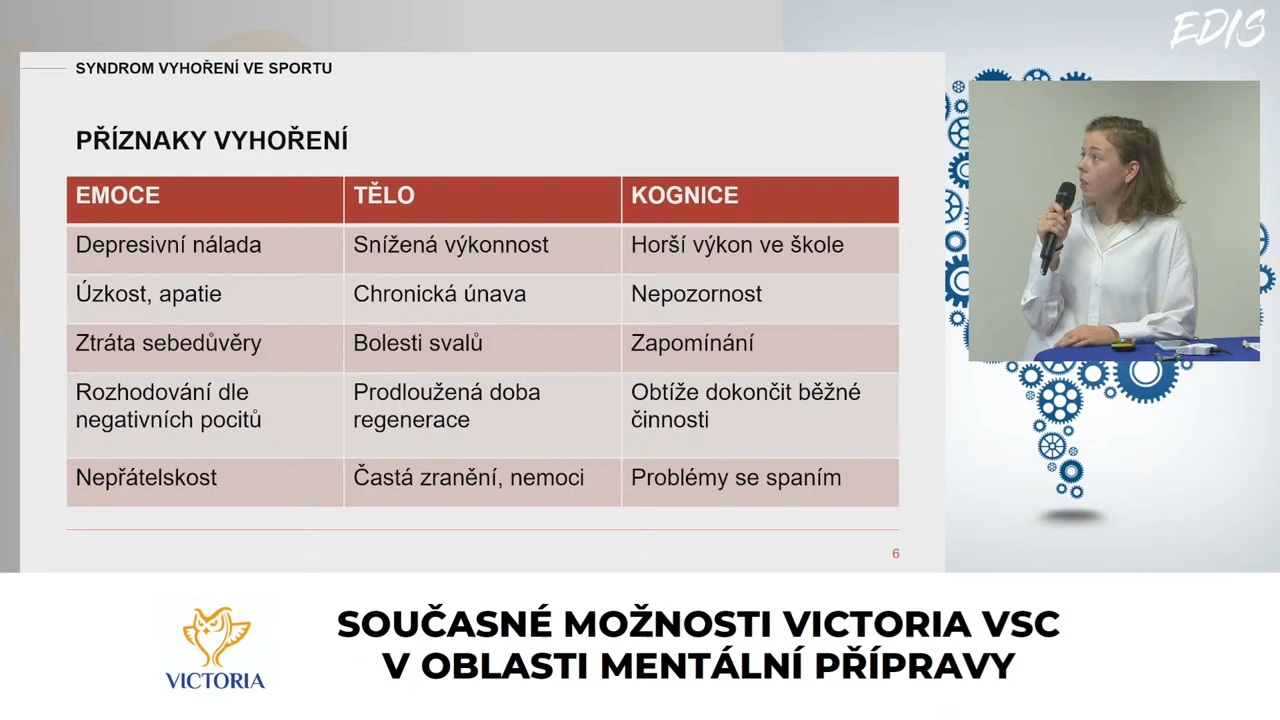 EDIS
SYNDROM VYHOŘENÍ VE SPORTU
PŘÍZNAKY VYHOŘENÍ
EMOCE TĚLO KOGNICE
Depresivní nálada Snížená výkonnost Horší výkon ve škole
Úzkost, apatie Chronická únava Nepozornost
Ztráta sebedůvěry Bolesti svalů Zapomínání
Rozhodování dle Prodloužená doba Obtíže dokončit běžné
negativních pocitů regenerace činnosti
Nepřátelskost Častá zranění, nemoci Problémy se spaním
6
VICTORIA
SOUČASNÉ MOŽNOSTI VICTORIA VSC
V OBLASTI MENTÁLNÍ PŘÍPRAVY